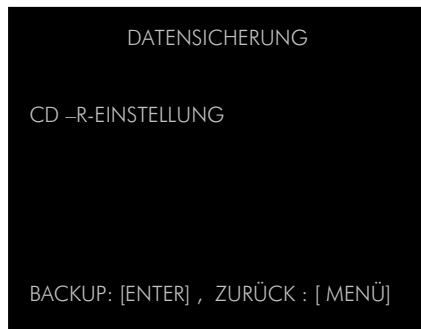 DATENSICHERUNG
CD –R-EINSTELLUNG
BACKUP: [ENTER] , ZURÜCK : [ MENÜ]